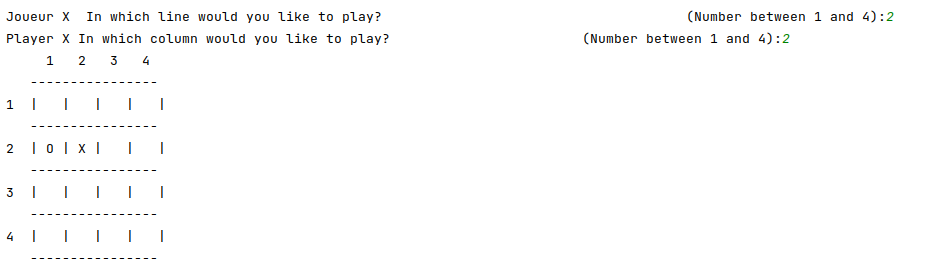 Joueur X  In which line would you like to play?                                      (Number between 1 and 4):2
Player X In which column would you like to play?                        (Number between 1 and 4):2
     1   2   3   4
   ----------------
1  |   |   |   |   |
   ----------------
2  | O | X |   |   |
   ----------------
3  |   |   |   |   |
   ----------------
4  |   |   |   |   |
   ----------------